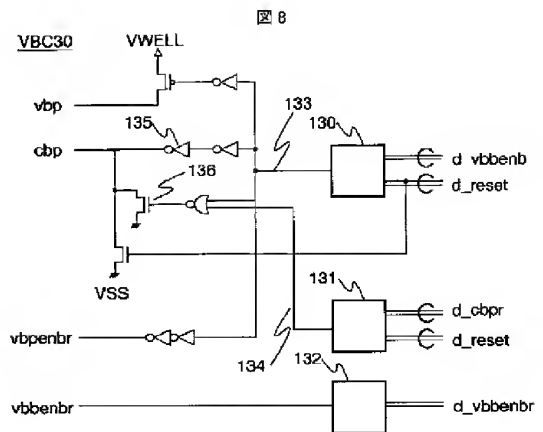 図 8
VBC30
VWELL
vbp
133
130
135
cbp
d_vbbenb
136
d_reset
131
VSS
d_cbpr
vbpenbr
134
132
d_reset
vbbenbr
d_vbbenbr